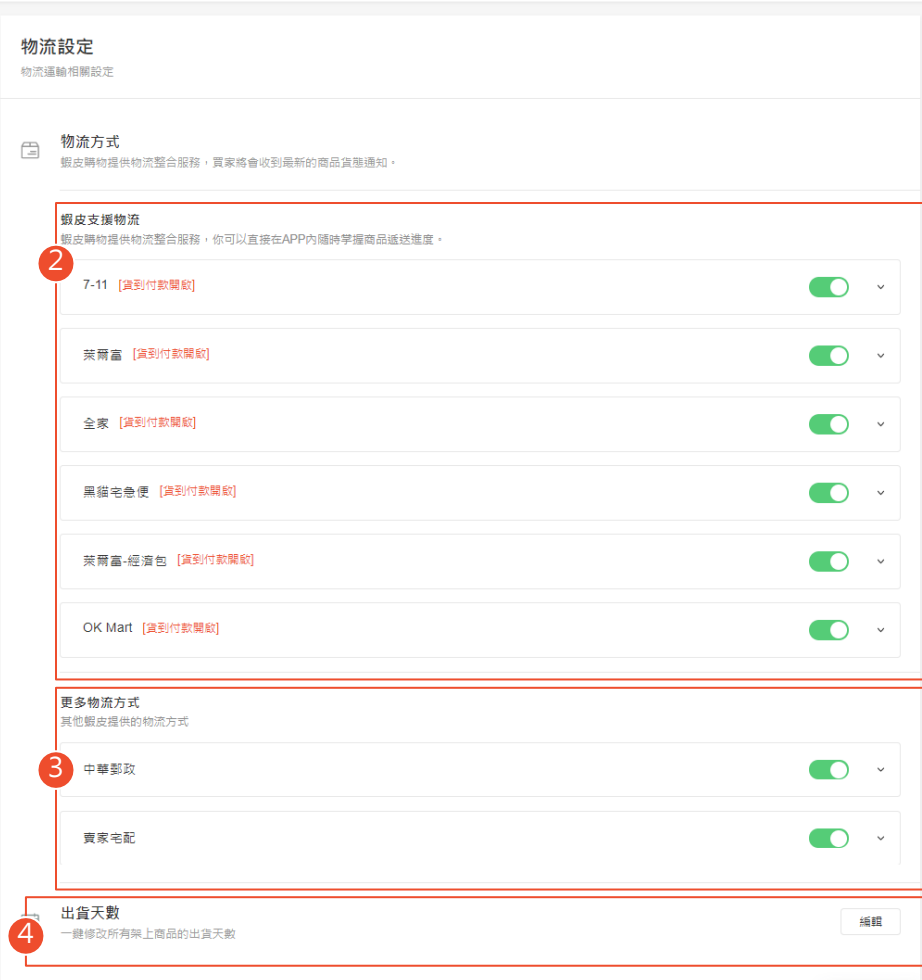 物流設定
物流運輸相關設定
物流方式
蝦皮購物提供物流整合服務，買家將會收到最新的商品貨態通知。
蝦皮支援物流
蝦皮購物提供物流整合服務，你可以直接在APP內隨時掌握商品遞送進度。
2
7-11 [貨到付款開啟]
萊爾富 [貨到付款開啟]
全家 [貨到付款開啟]
黑貓宅急便 [貨到付款開啟]
萊爾富-經濟包 [貨到付款開啟]
OK Mart [貨到付款開啟]
更多物流方式
其他蝦皮提供的物流方式
3
中華郵政
賣家宅配
出貨天數
4
一鍵修改所有架上商品的出貨天數
編輯